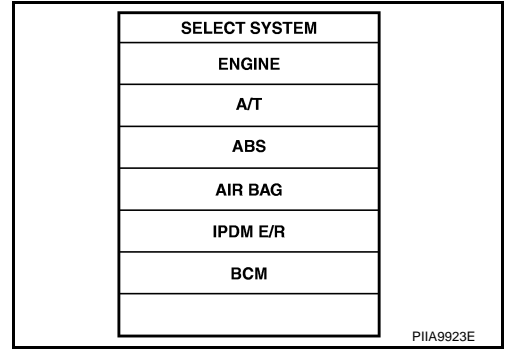 SELECT SYSTEM
ENGINE
A/T
ABS
AIR BAG
IPDM E/R
BCM
PIIA9923E